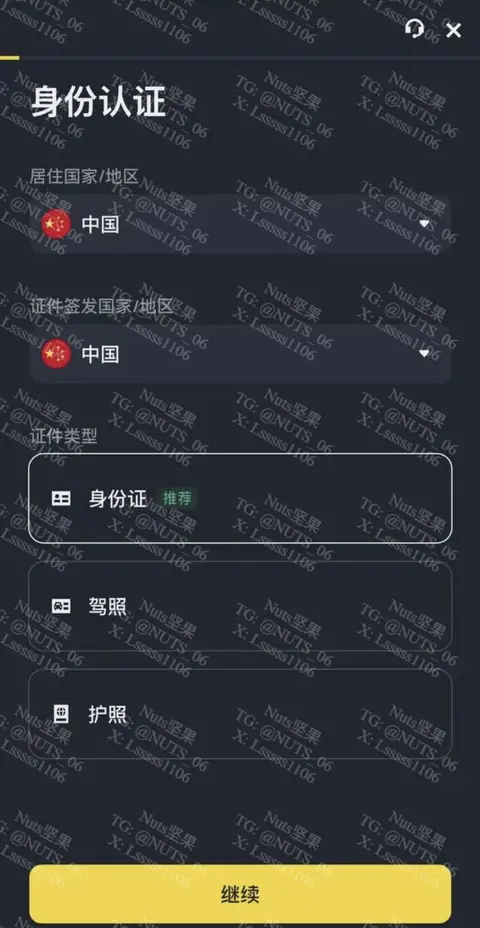 身份认证
居住国家/地区
中国
证件签发国家/地区
中国
证件类型
身份证 推荐
驾照
护照
继续
Nuts坚果
TG: @NUTS_06
X: Lsssss1106